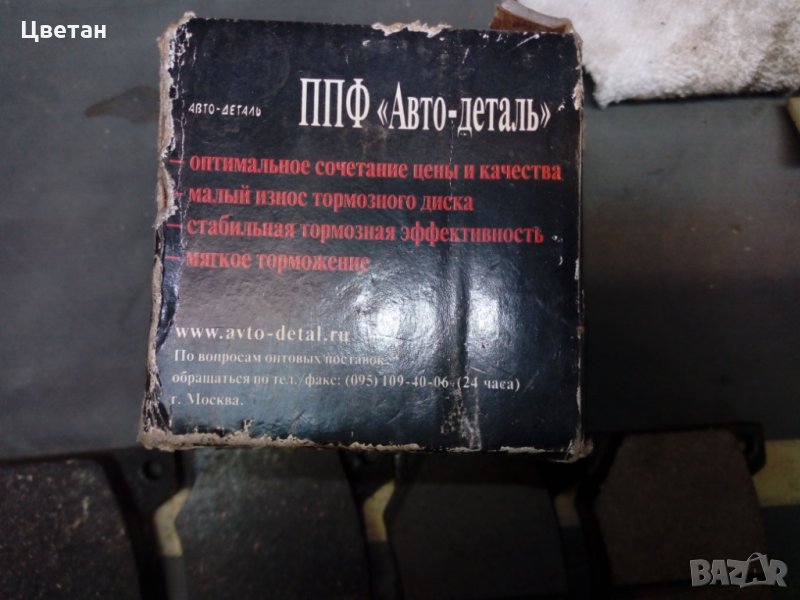 Цветан
АВТО-ДЕТАЛЬ
ППФ «Авто-деталь»
- оптимальное сочетание цены и качества
- малый износ тормозного диска
- стабильная тормозная эффективность
- мягкое торможение
www.avto-detal.ru
По вопросам оптовых поставок
обращаться по тел./факс: (095) 109-40-06 (24 часа)
г. Москва.
BAZAR